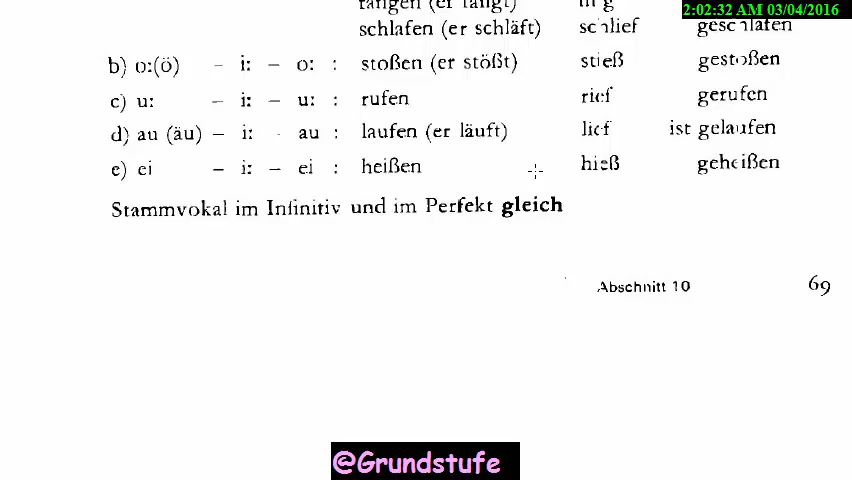 2:02:32 AM 03/04/2016
schlafen (er schläft) schlief geschlafen
b) o:(ö) – i: – o: : stoßen (er stößt) stieß gestoßen
c) u: – i: – u: : rufen rief gerufen
d) au (äu) – i: - au : laufen (er läuft) lief ist gelaufen
e) ei – i: – ei : heißen hieß geheißen
Stammvokal im Infinitiv und im Perfekt gleich
Abschnitt 10 69
@Grundstufe